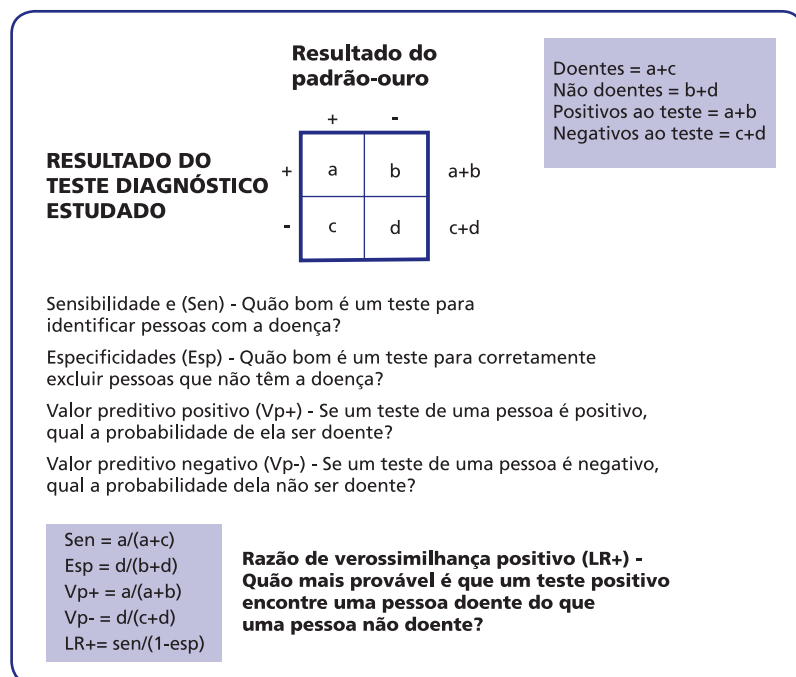 Resultado do
padrão-ouro
Doentes = a+c
Não doentes = b+d
Positivos ao teste = a+b
Negativos ao teste = c+d
+ -
RESULTADO DO
TESTE DIAGNÓSTICO
ESTUDADO
+ a b a+b
- c d c+d
Sensibilidade e (Sen) - Quão bom é um teste para
identificar pessoas com a doença?
Especificidades (Esp) - Quão bom é um teste para corretamente
excluir pessoas que não têm a doença?
Valor preditivo positivo (Vp+) - Se um teste de uma pessoa é positivo,
qual a probabilidade de ela ser doente?
Valor preditivo negativo (Vp-) - Se um teste de uma pessoa é negativo,
qual a probabilidade dela não ser doente?
Sen = a/(a+c)
Esp = d/(b+d)
Vp+ = a/(a+b)
Vp- = d/(c+d)
LR+= sen/(1-esp)
Razão de verossimilhança positivo (LR+) -
Quão mais provável é que um teste positivo
encontre uma pessoa doente do que
uma pessoa não doente?